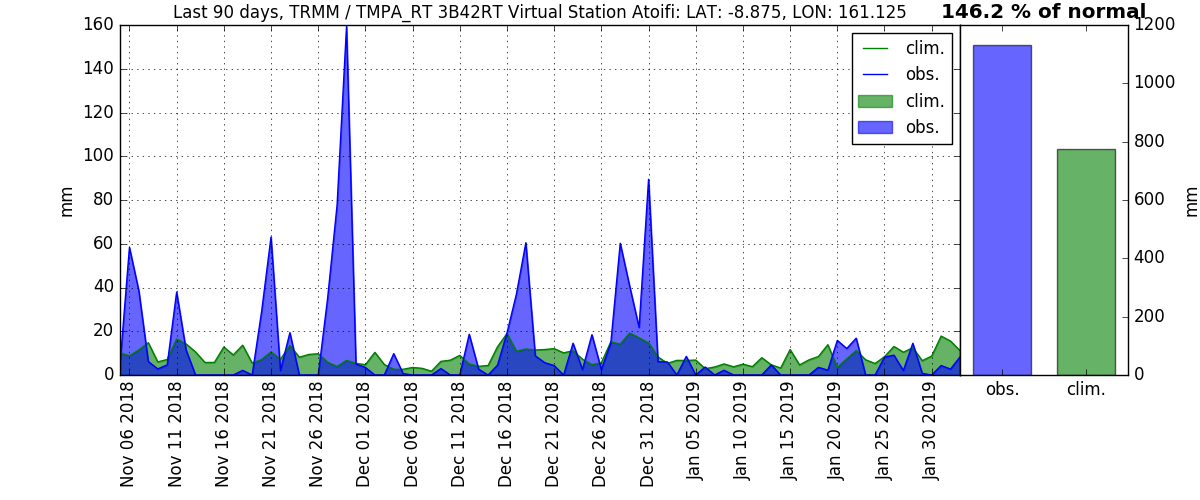 Last 90 days, TRMM / TMPA_RT 3B42RT Virtual Station Atoifi: LAT: -8.875, LON: 161.125
146.2 % of normal
160
140
120
100
80
60
40
20
0
mm
clim.
obs.
clim.
obs.
1200
1000
800
600
400
200
0
mm
Nov 06 2018
Nov 11 2018
Nov 16 2018
Nov 21 2018
Nov 26 2018
Dec 01 2018
Dec 06 2018
Dec 11 2018
Dec 16 2018
Dec 21 2018
Dec 26 2018
Dec 31 2018
Jan 05 2019
Jan 10 2019
Jan 15 2019
Jan 20 2019
Jan 25 2019
Jan 30 2019
obs.
clim.